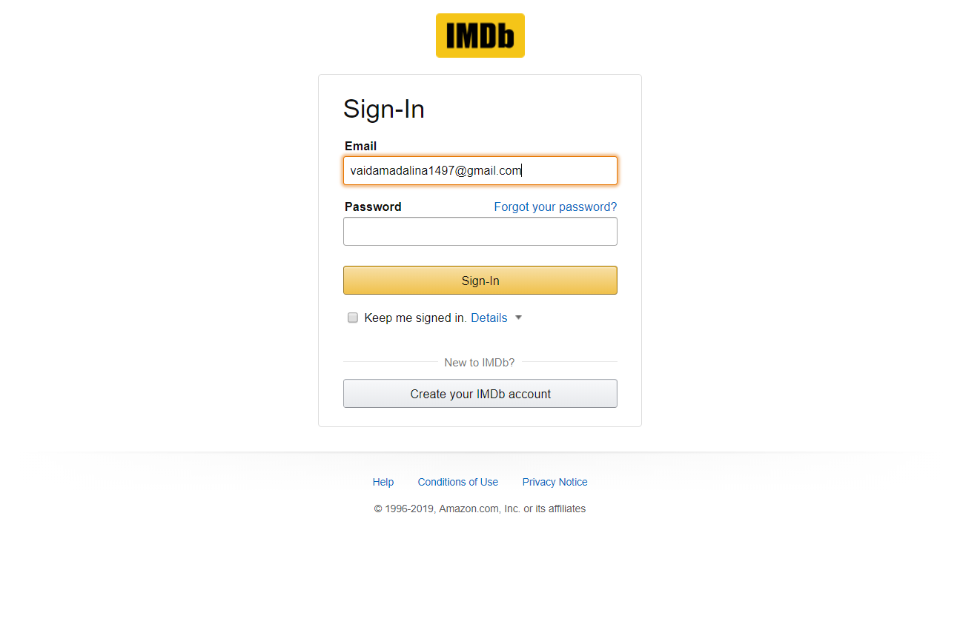 IMDb
Sign-In
Email
vaidamadalina1497@gmail.com
Password Forgot your password?
Sign-In
Keep me signed in. Details
New to IMDb?
Create your IMDb account
Help Conditions of Use Privacy Notice
© 1996-2019, Amazon.com, Inc. or its affiliates